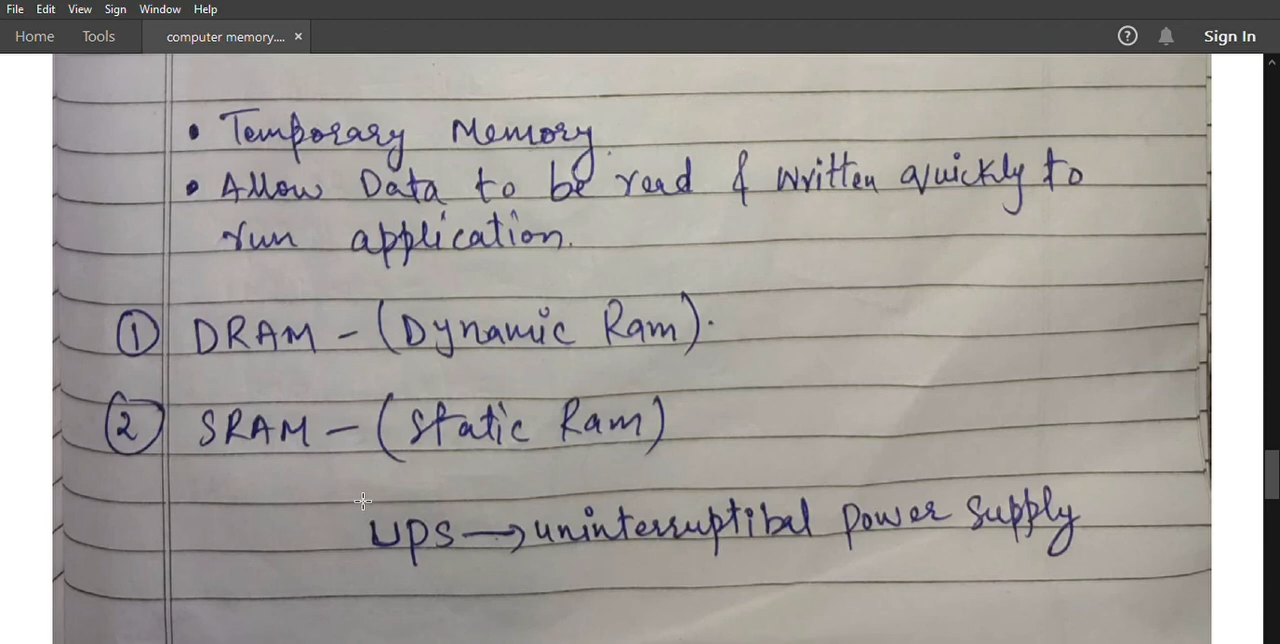 File Edit View Sign Window Help
Home Tools computer memory.... × ? Sign In
• Temporary Memory.
• Allow Data to be read & written quickly to
run application.
① DRAM - (Dynamic Ram).
② SRAM - (Static Ram)
UPS → uninterruptibal power supply